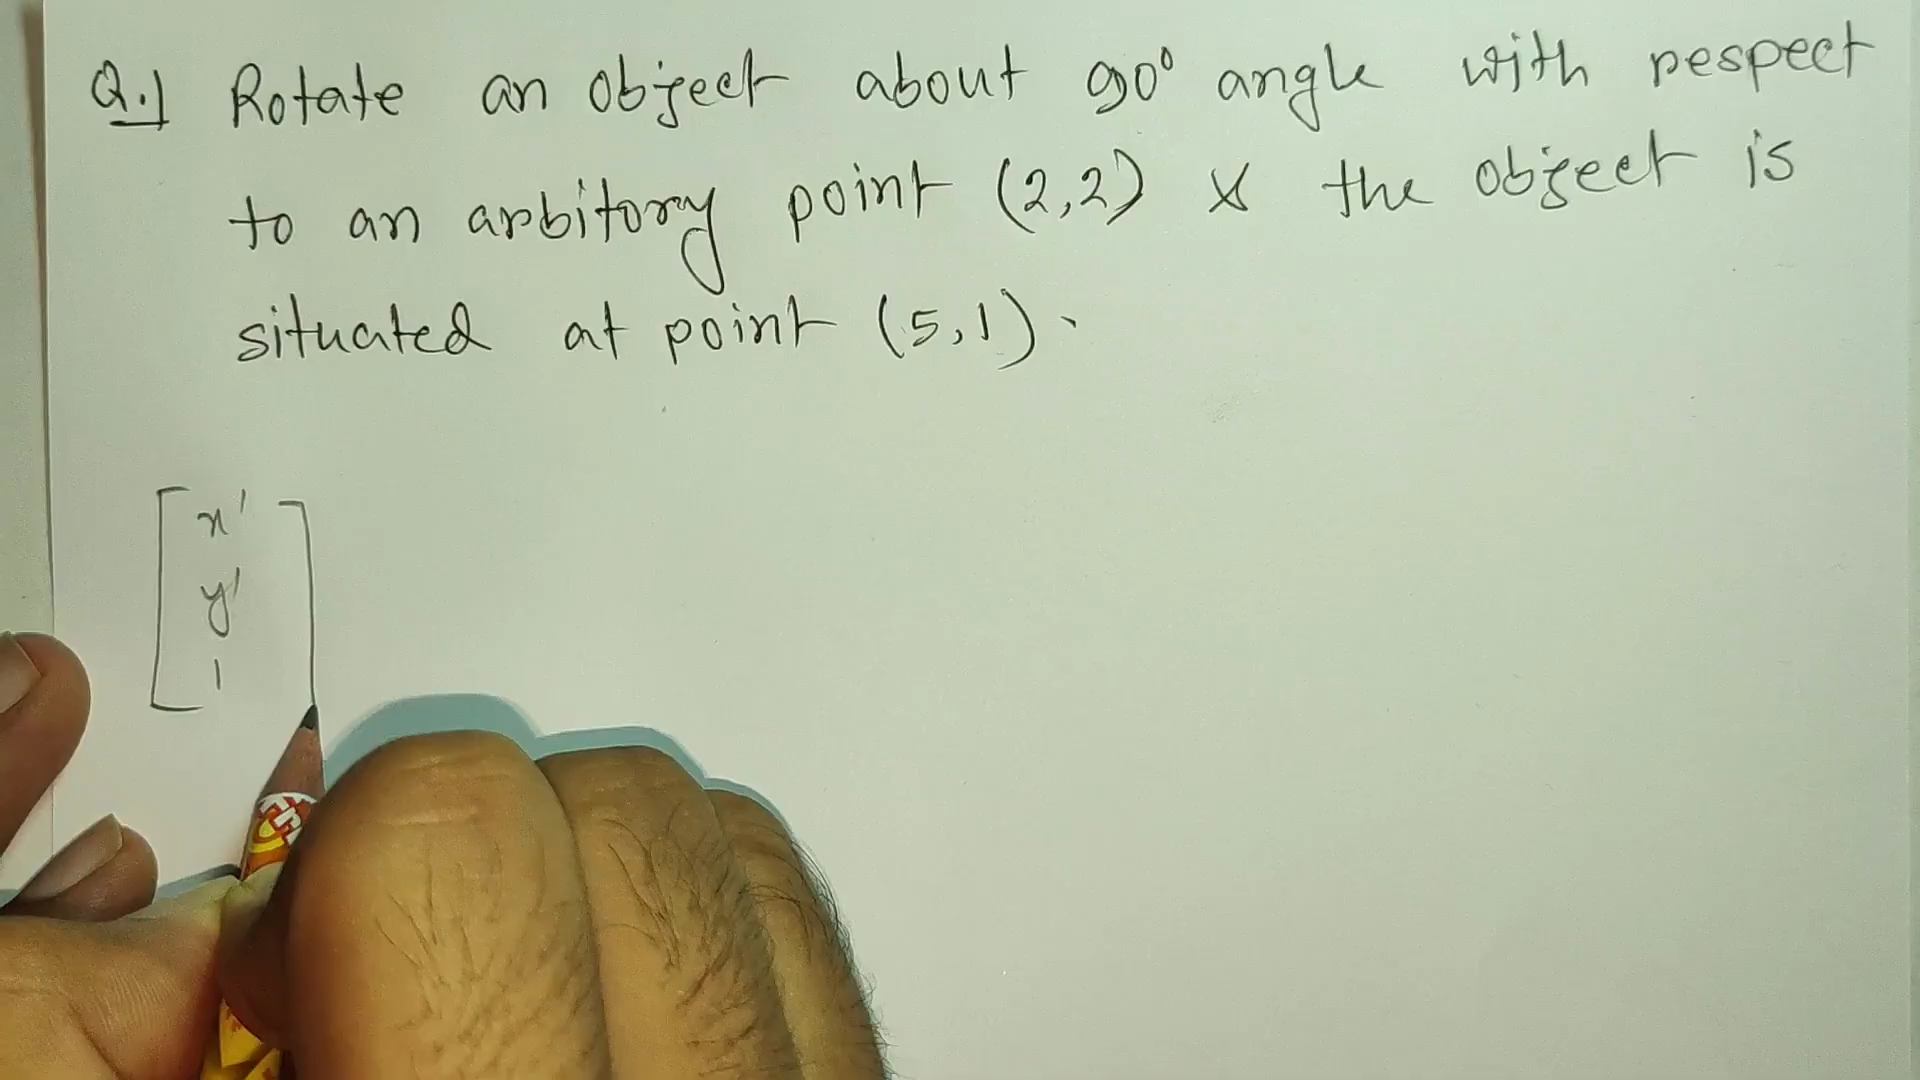 Q.1 Rotate an object about 90° angle with respect
to an arbitory point (2,2) & the object is
situated at point (5,1).
x'
y'
1